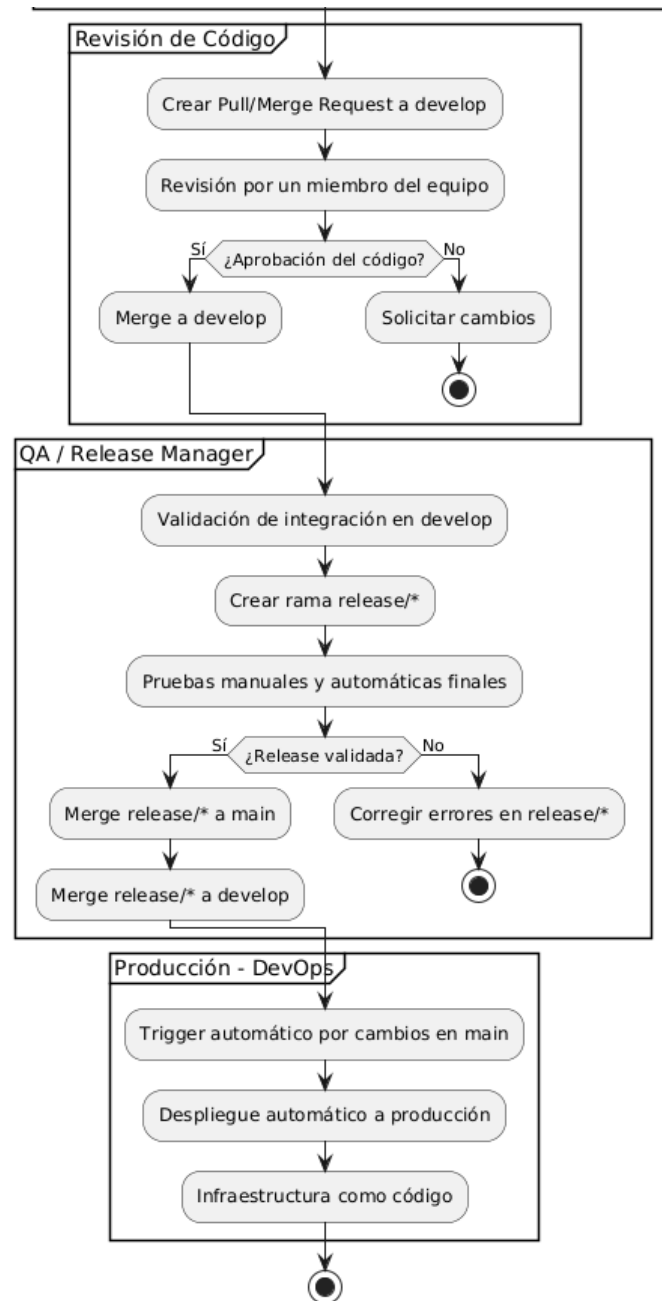 Revisión de Código
Crear Pull/Merge Request a develop
Revisión por un miembro del equipo
Sí
¿Aprobación del código?
No
Merge a develop
Solicitar cambios
QA / Release Manager
Validación de integración en develop
Crear rama release/*
Pruebas manuales y automáticas finales
Sí
¿Release validada?
No
Merge release/* a main
Corregir errores en release/*
Merge release/* a develop
Producción - DevOps
Trigger automático por cambios en main
Despliegue automático a producción
Infraestructura como código